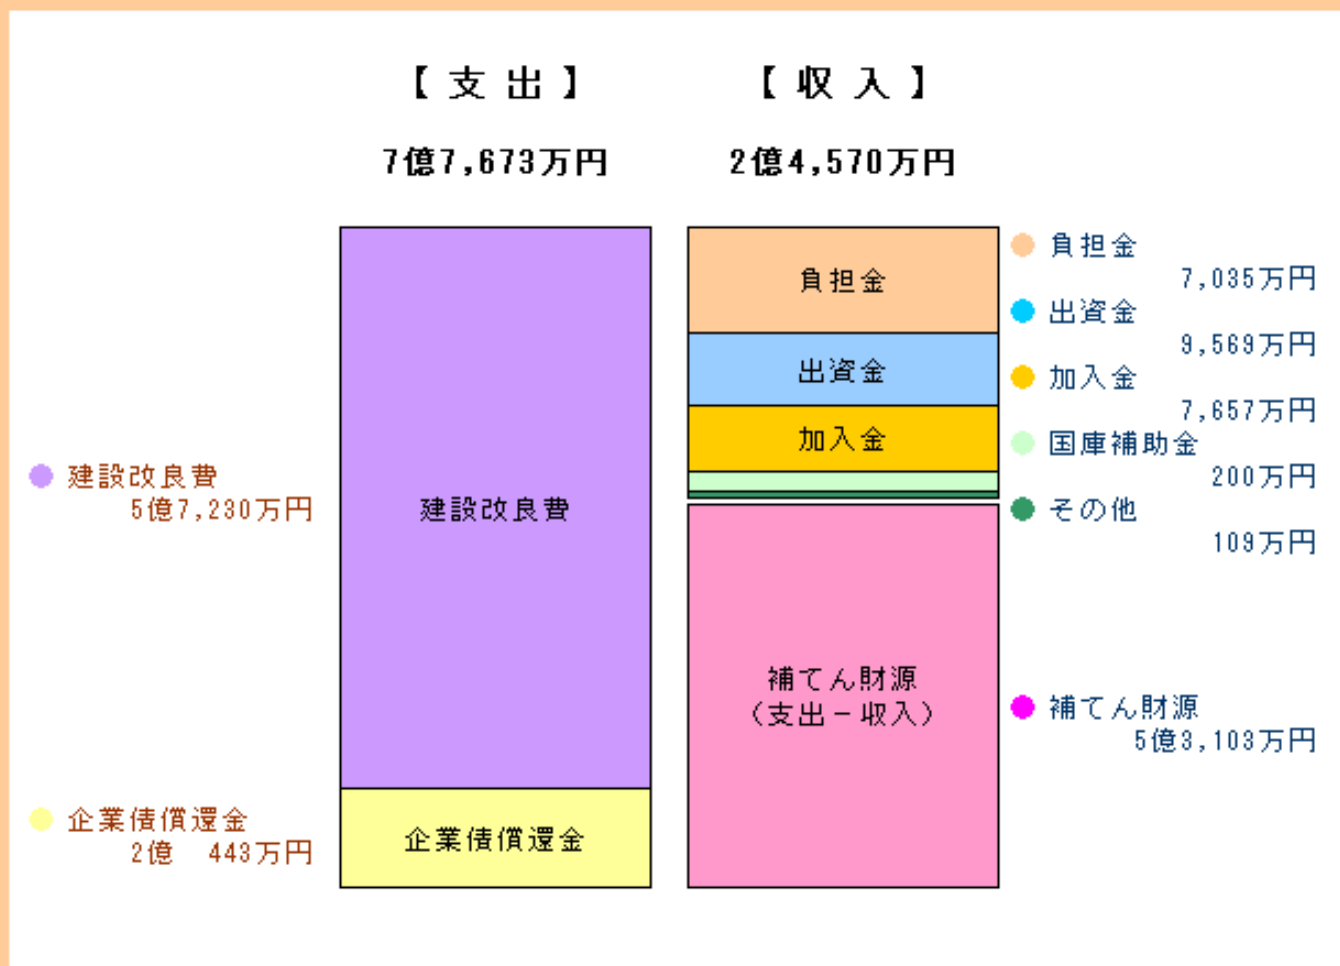 【 支 出 】
7億7,673万円
【 収 入 】
2億4,570万円
建設改良費
5億7,230万円
企業債償還金
2億　443万円
建設改良費
企業債償還金
負担金
出資金
加入金
補てん財源
（支出－収入）
負担金
7,035万円
出資金
9,569万円
加入金
7,657万円
国庫補助金
200万円
その他
109万円
補てん財源
5億3,103万円